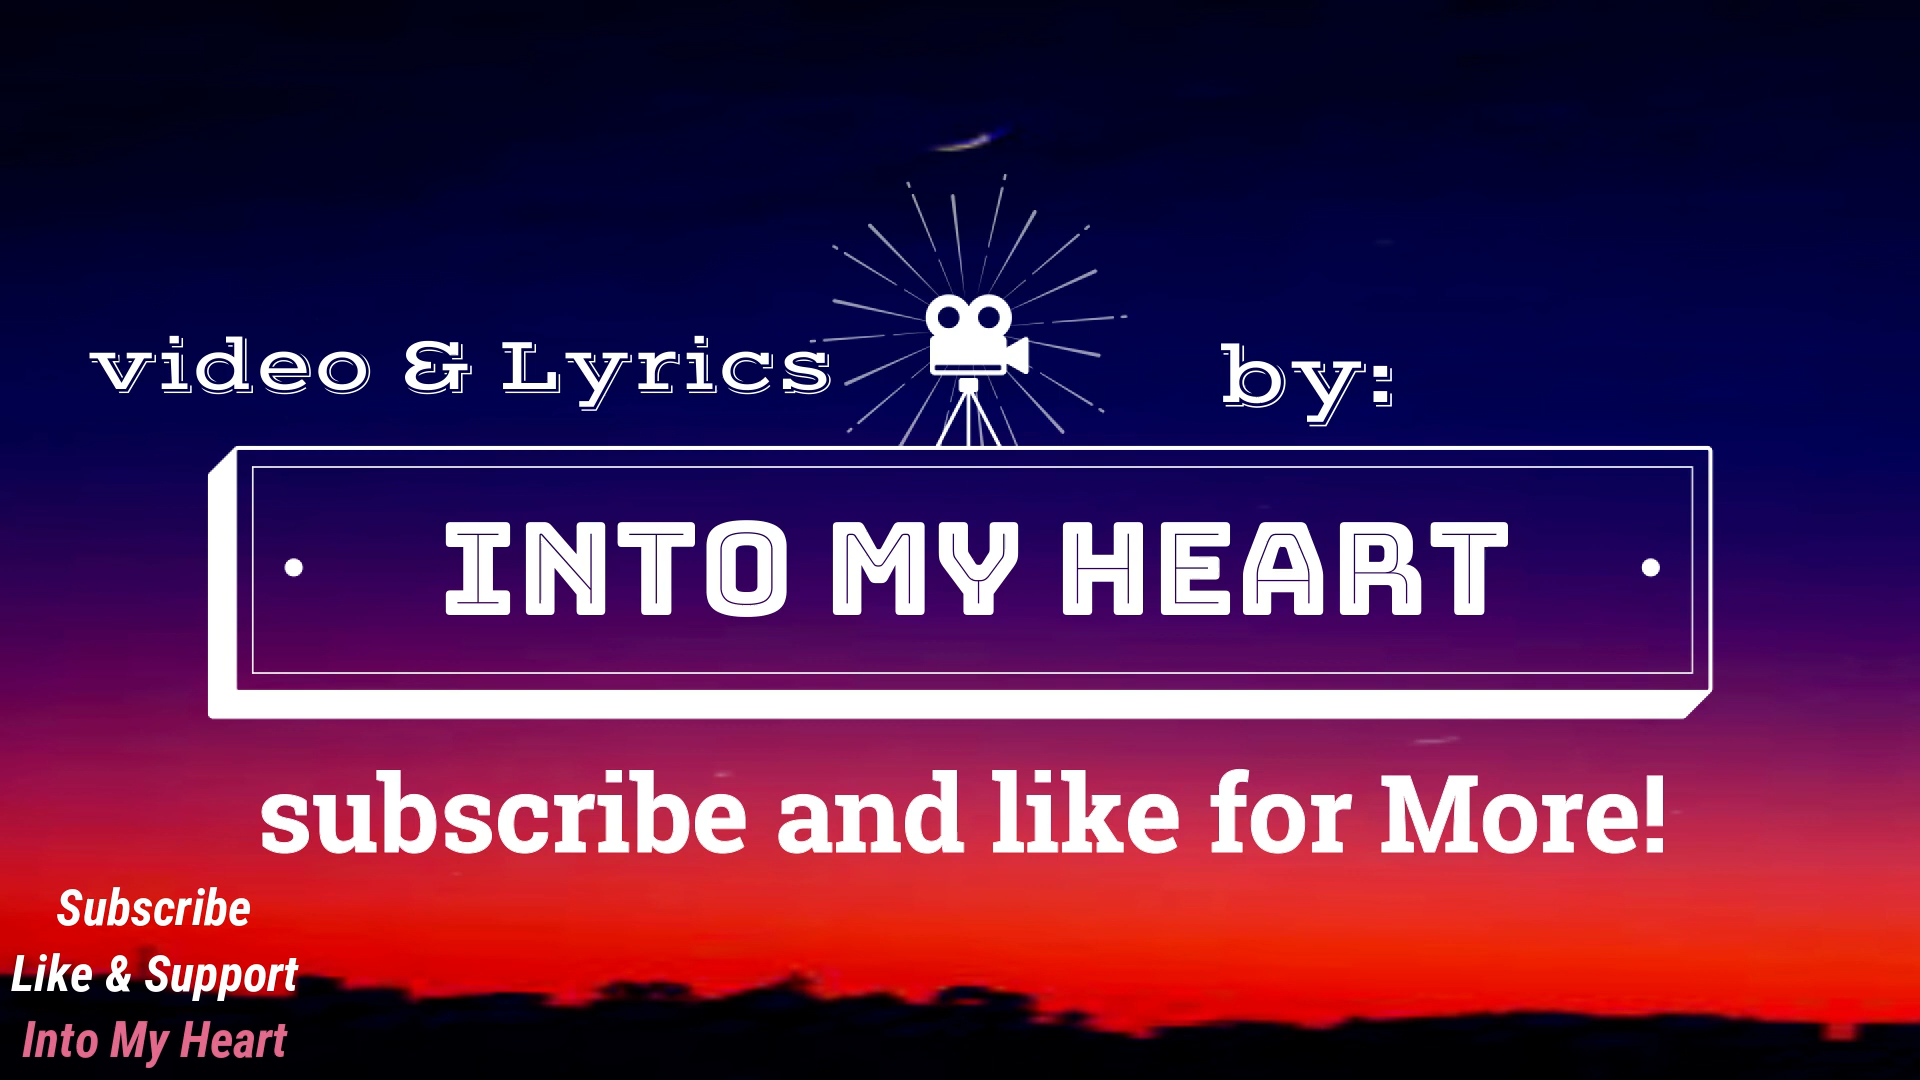 video & Lyrics by:
INTO MY HEART
subscribe and like for More!
Subscribe
Like & Support
Into My Heart